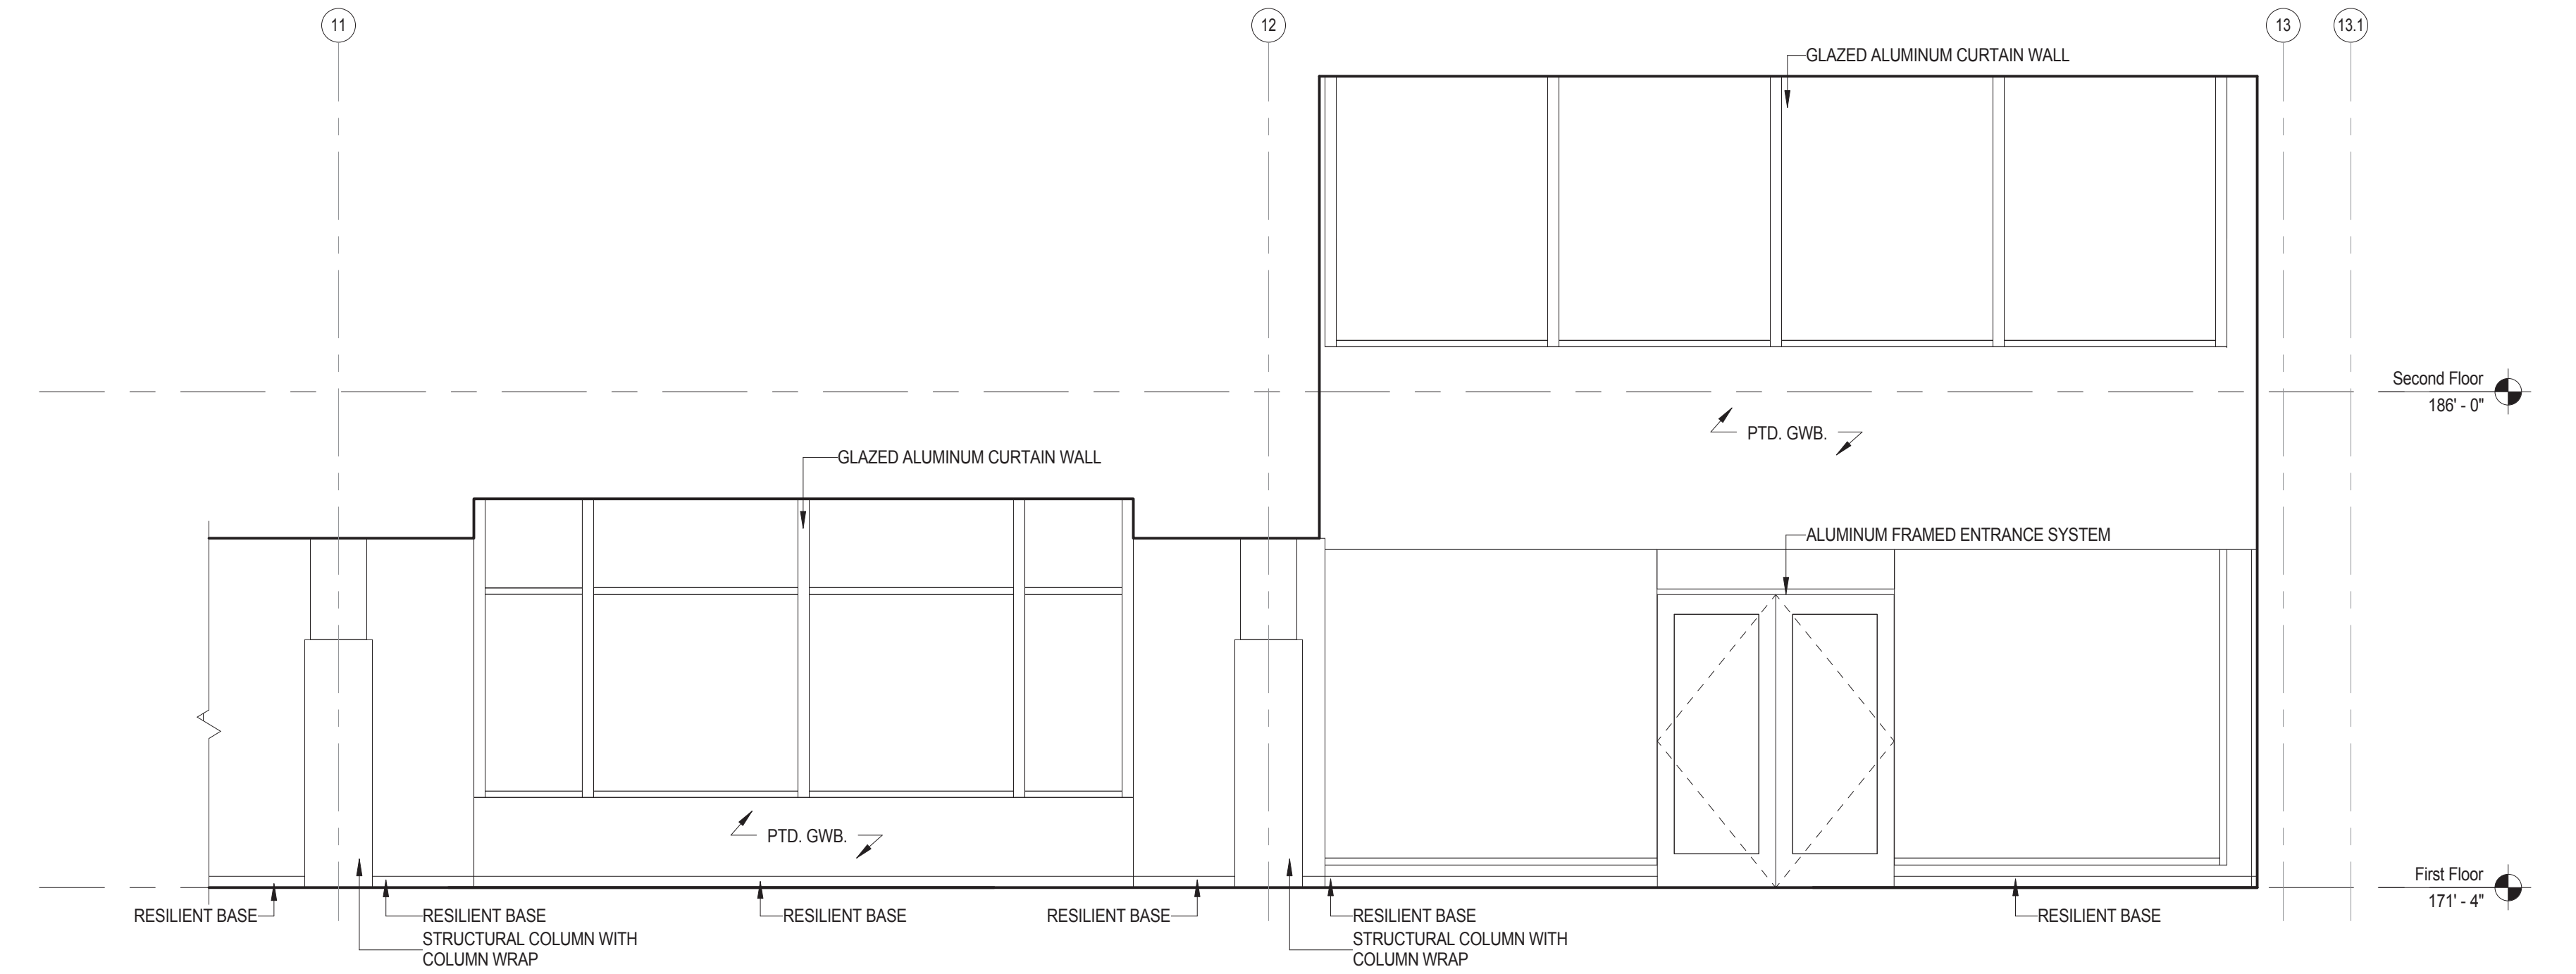 11
12
13
13.1
GLAZED ALUMINUM CURTAIN WALL
Second Floor
186' - 0"
PTD. GWB.
GLAZED ALUMINUM CURTAIN WALL
ALUMINUM FRAMED ENTRANCE SYSTEM
PTD. GWB.
First Floor
171' - 4"
RESILIENT BASE
RESILIENT BASE
RESILIENT BASE
RESILIENT BASE
RESILIENT BASE
RESILIENT BASE
STRUCTURAL COLUMN WITH
COLUMN WRAP
STRUCTURAL COLUMN WITH
COLUMN WRAP